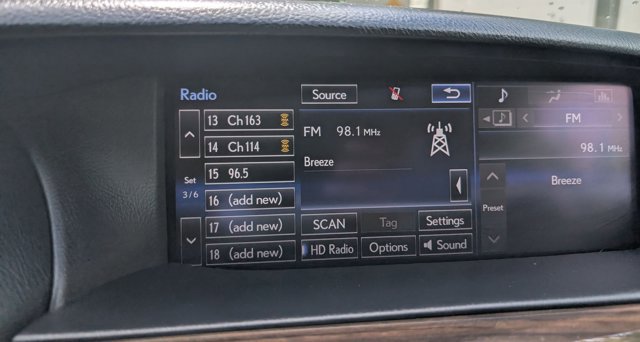 Radio
Source
13 Ch163
14 Ch114
15 96.5
16 (add new)
17 (add new)
18 (add new)
Set
3/6
FM 98.1 MHz
Breeze
SCAN
Tag
Settings
HD Radio
Options
Sound
FM
98.1 MHz
Breeze
Preset